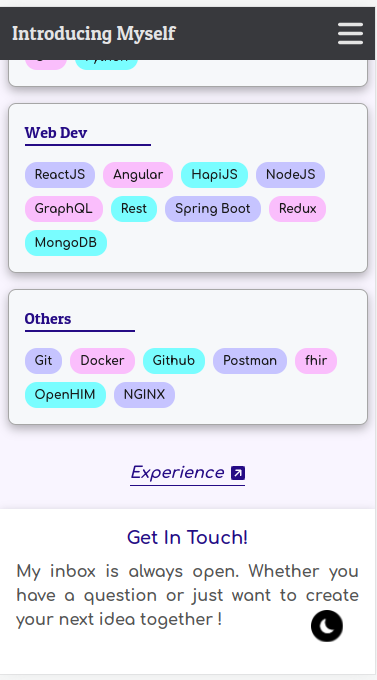 Introducing Myself
Web Dev
ReactJS Angular HapiJS NodeJS
GraphQL Rest Spring Boot Redux
MongoDB
Others
Git Docker Github Postman fhir
OpenHIM NGINX
Experience
Get In Touch!
My inbox is always open. Whether you
have a question or just want to create
your next idea together !